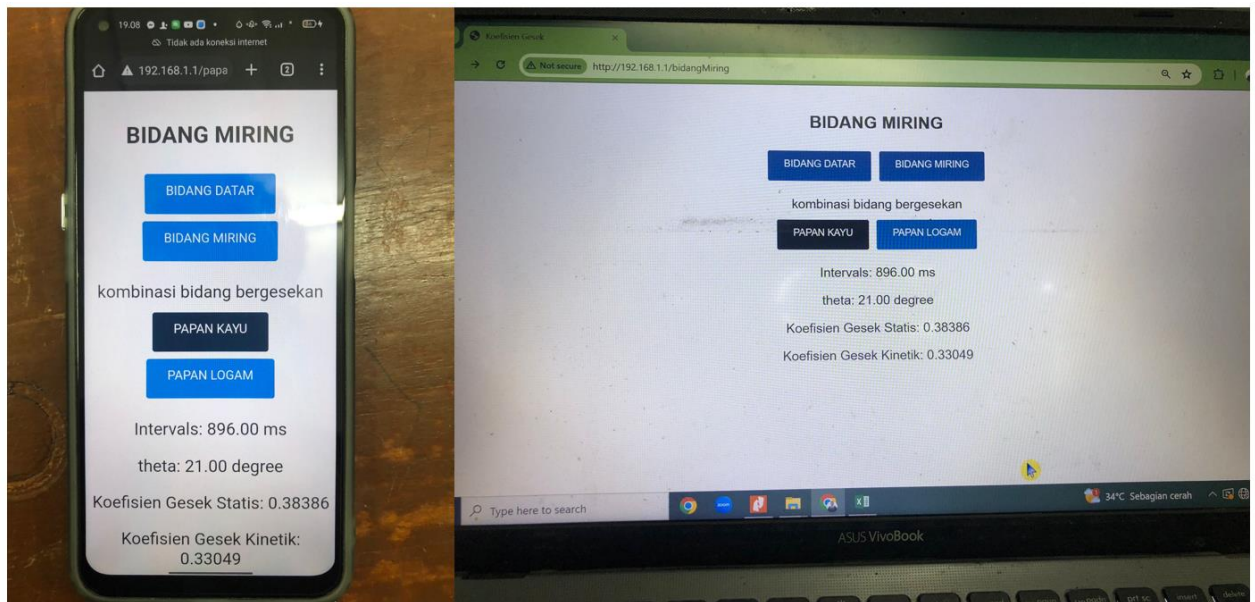 19.08
Tidak ada koneksi internet
192.168.1.1/papa
2
BIDANG MIRING
BIDANG DATAR
BIDANG MIRING
kombinasi bidang bergesekan
PAPAN KAYU
PAPAN LOGAM
Intervals: 896.00 ms
theta: 21.00 degree
Koefisien Gesek Statis: 0.38386
Koefisien Gesek Kinetik:
0.33049
Koefisien Gesek
Not secure http://192.168.1.1/bidangMiring
BIDANG MIRING
BIDANG DATAR BIDANG MIRING
kombinasi bidang bergesekan
PAPAN KAYU PAPAN LOGAM
Intervals: 896.00 ms
theta: 21.00 degree
Koefisien Gesek Statis: 0.38386
Koefisien Gesek Kinetik: 0.33049
Type here to search
34°C Sebagian cerah
ASUS VivoBook
prt sc insert delete